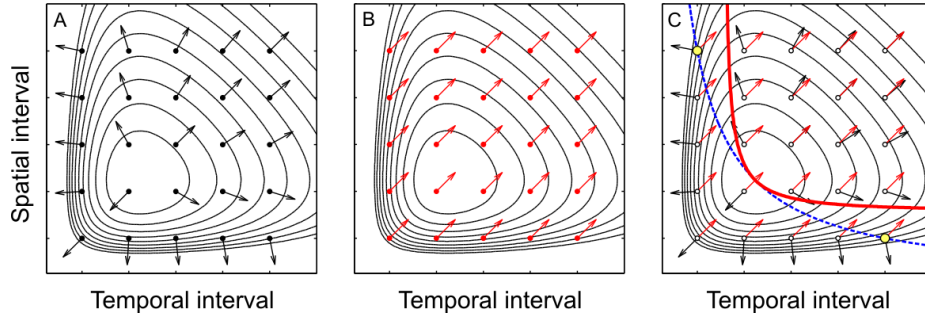 A
B
C
Spatial interval
Temporal interval
Temporal interval
Temporal interval